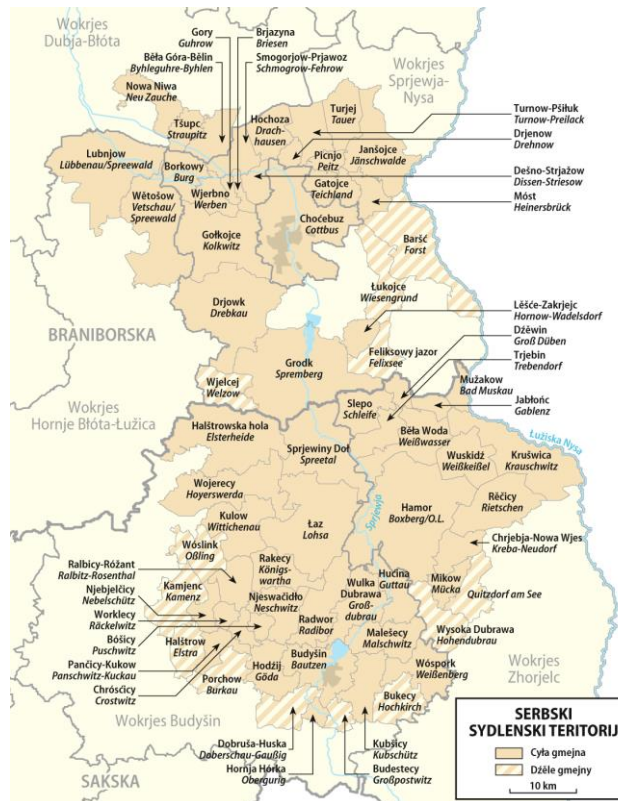 Wokrjes
Dubja-Błóta
Gory
Guhrow
Běła Góra-Bělin
Byhleguhre-Byhlen
Brjazyna
Briesen
Smogorjow-Prjawoz
Schmogrow-Fehrow
Wokrjes
Sprjewja-
Nysa
Nowa Niwa
Neu Zauche
Tšupc
Straupitz
Hochoza
Drach-
hausen
Turjej
Tauer
Turnow-Pśiłuk
Turnow-Preilack
Drjenow
Drehnow
Lubnjow
Lübbenau/Spreewald
Borkowy
Burg
Picnjo
Peitz
Janšojce
Jänschwalde
Dešno-Strjažow
Dissen-Striesow
Wětošow
Vetschau/
Spreewald
Wjerbno
Werben
Gatojce
Teichland
Móst
Heinersbrück
Gołkojce
Kolkwitz
Choćebuz
Cottbus
Baršć
Forst
Łukojce
Wiesengrund
Drjowk
Drebkau
Lěšće-Zakrjejc
Hornow-Wadelsdorf
BRANIBORSKA
Dźěwin
Groß Düben
Grodk
Spremberg
Feliksowy jazor
Felixsee
Trjebin
Trebendorf
Wjelcej
Welzow
Mužakow
Bad Muskau
Wokrjes
Hornje Błóta-Łužica
Slepo
Schleife
Jabłońc
Gablenz
Halštrowska hola
Elsterheide
Sprjewiny Doł
Spreetal
Běła Woda
Weißwasser
Łužiska Nysa
Wuskidź
Weißkeißel
Krušwica
Krauschwitz
Wojerecy
Hoyerswerda
Rěčicy
Rietschen
Kulow
Wittichenau
Łaz
Lohsa
Sprjewja
Hamor
Boxberg/O.L.
Wóslink
Oßling
Chrjebja-Nowa Wjes
Kreba-Neudorf
Ralbicy-Róžant
Ralbitz-Rosenthal
Rakecy
Königs-
wartha
Hućina
Guttau
Kamjenc
Kamenz
Wulka
Dubrawa
Groß-
dubrau
Mikow
Mücka
Quitzdorf am See
Njebjelčicy
Nebelschütz
Njeswačidło
Neschwitz
Worklecy
Räckelwitz
Radwor
Radibor
Malešecy
Malschwitz
Wysoka Dubrawa
Hohendubrau
Bóšicy
Puschwitz
Halštrow
Elstra
Pančicy-Kukow
Panschwitz-Kuckau
Hodźij
Göda
Budyšin
Bautzen
Wóspork
Weißenberg
Wokrjes
Zhorjelc
Chrósćicy
Crostwitz
Porchow
Burkau
Bukecy
Hochkirch
Wokrjes Budyšin
Dobruša-Huska
Doberschau-Gaußig
Kubšicy
Kubschütz
Hornja Hórka
Obergurig
Budestecy
Großpostwitz
SAKSKA
SERBSKI
SYDLENSKI TERITORIJ
Cyła gmejna
Dźěle gmejny
10 km